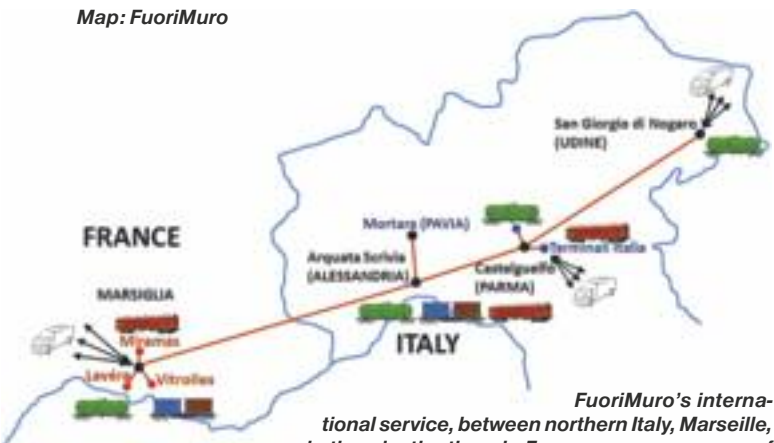 Map: FuoriMuro
San Giorgio di Nogaro
(UDINE)
FRANCE
Mortara (PAVIA)
Terminali Italia
Arquata Scrivia
(ALESSANDRIA)
Castelguelfo
(PARMA)
MARSIGLIA
Miramas
ITALY
Lavéra
Vitrolles
FuoriMuro's interna-
tional service, between northern Italy, Marseille,